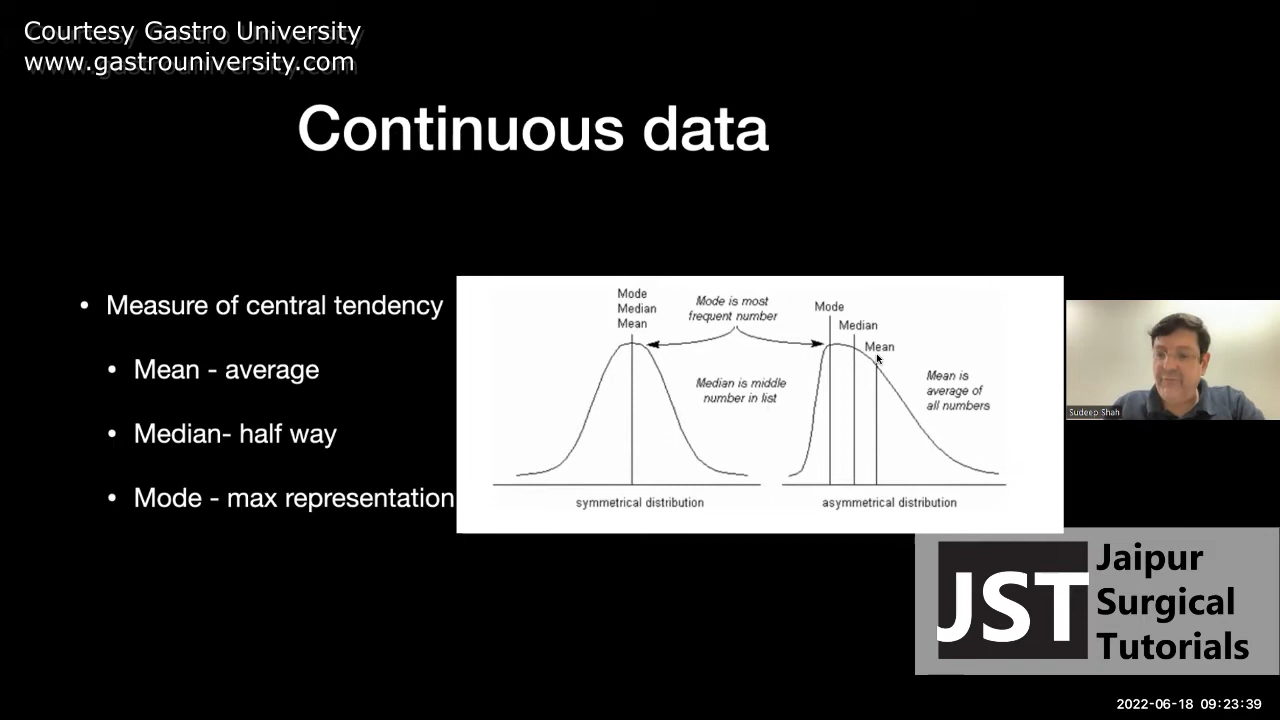 Courtesy Gastro University
www.gastrouniversity.com
Continuous data
• Measure of central tendency
• Mean - average
• Median- half way
• Mode - max representation
Mode
Median
Mean
Mode is most
frequent number
Median is middle
number in list
symmetrical distribution
Mode
Median
Mean
Mean is
average of
all numbers
asymmetrical distribution
Sudeep Shah
JST
Jaipur
Surgical
Tutorials
2022-06-18 09:23:39